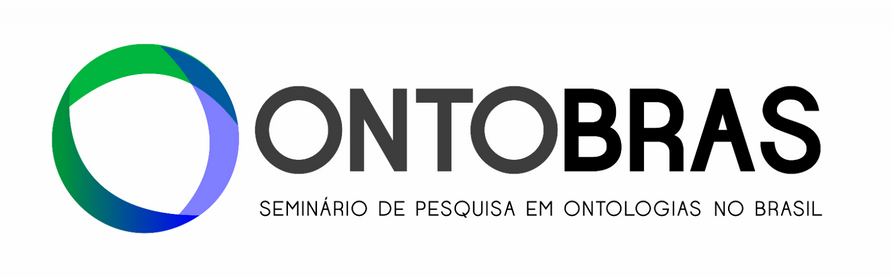 ONTOBRAS
SEMINÁRIO DE PESQUISA EM ONTOLOGIAS NO BRASIL